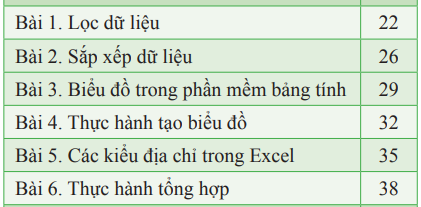 Bài 1. Lọc dữ liệu 22
Bài 2. Sắp xếp dữ liệu 26
Bài 3. Biểu đồ trong phần mềm bảng tính 29
Bài 4. Thực hành tạo biểu đồ 32
Bài 5. Các kiểu địa chỉ trong Excel 35
Bài 6. Thực hành tổng hợp 38